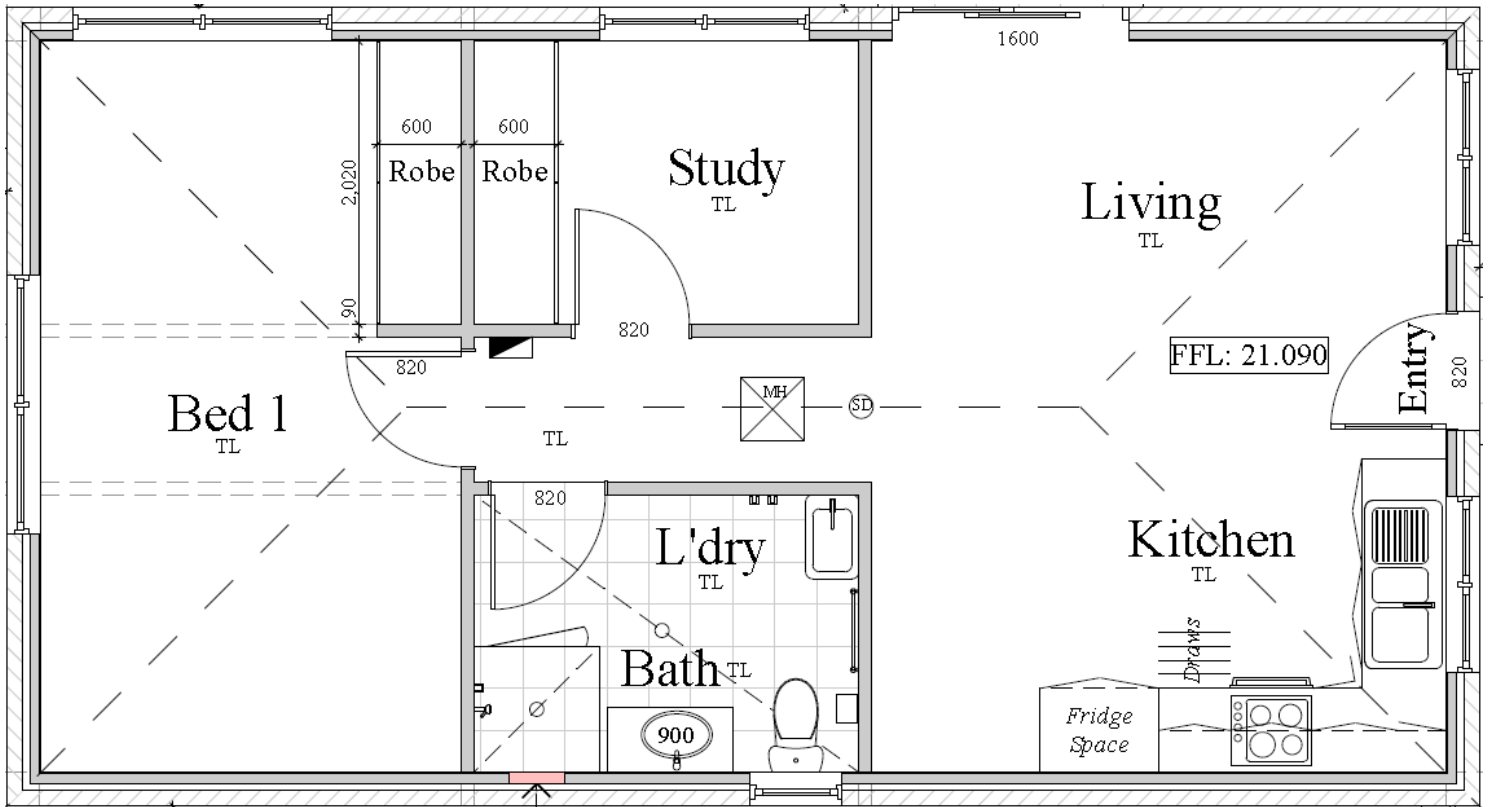 1600
600
600
Robe
Robe
Study
TL
2,020
Living
TL
90
820
820
FFL: 21.090
Entry
820
MH
SD
Bed 1
TL
TL
820
L'dry
TL
Kitchen
TL
Draws
Bath TL
Fridge
Space
900